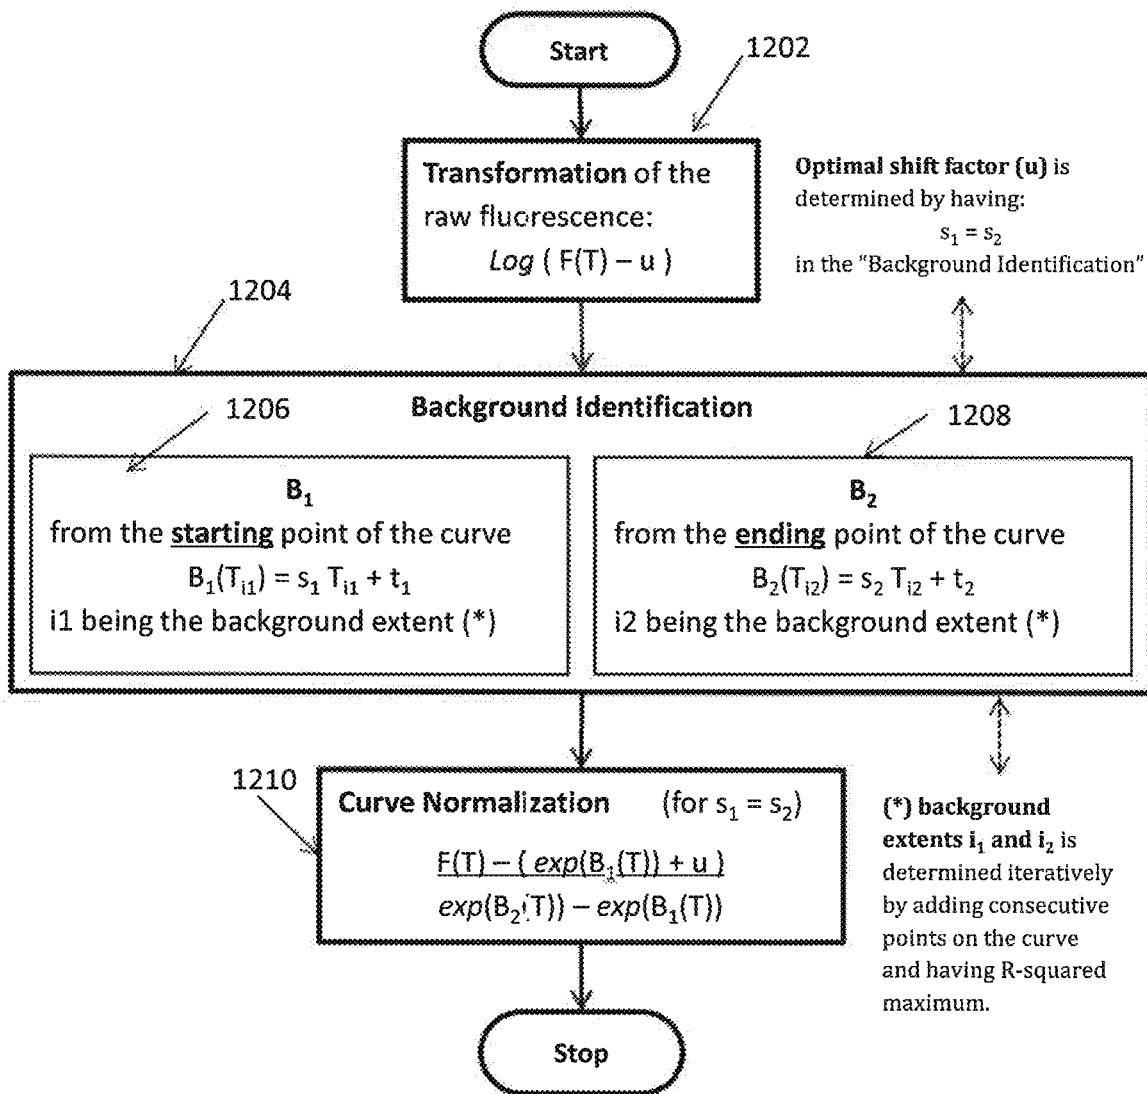 Start
1202
Transformation of the
raw fluorescence:
Log ( F(T) – u )
Optimal shift factor (u) is
determined by having:
s₁ = s₂
in the “Background Identification”
1204
Background Identification
1206
1208
B₁
from the starting point of the curve
B₁(Tᵢ₁) = s₁ Tᵢ₁ + t₁
i1 being the background extent (*)
B₂
from the ending point of the curve
B₂(Tᵢ₂) = s₂ Tᵢ₂ + t₂
i2 being the background extent (*)
1210
Curve Normalization (for s₁ = s₂)
F(T) – ( exp(B₁(T)) + u )
exp(B₂(T)) – exp(B₁(T))
(*) background
extents i₁ and i₂ is
determined iteratively
by adding consecutive
points on the curve
and having R-squared
maximum.
Stop